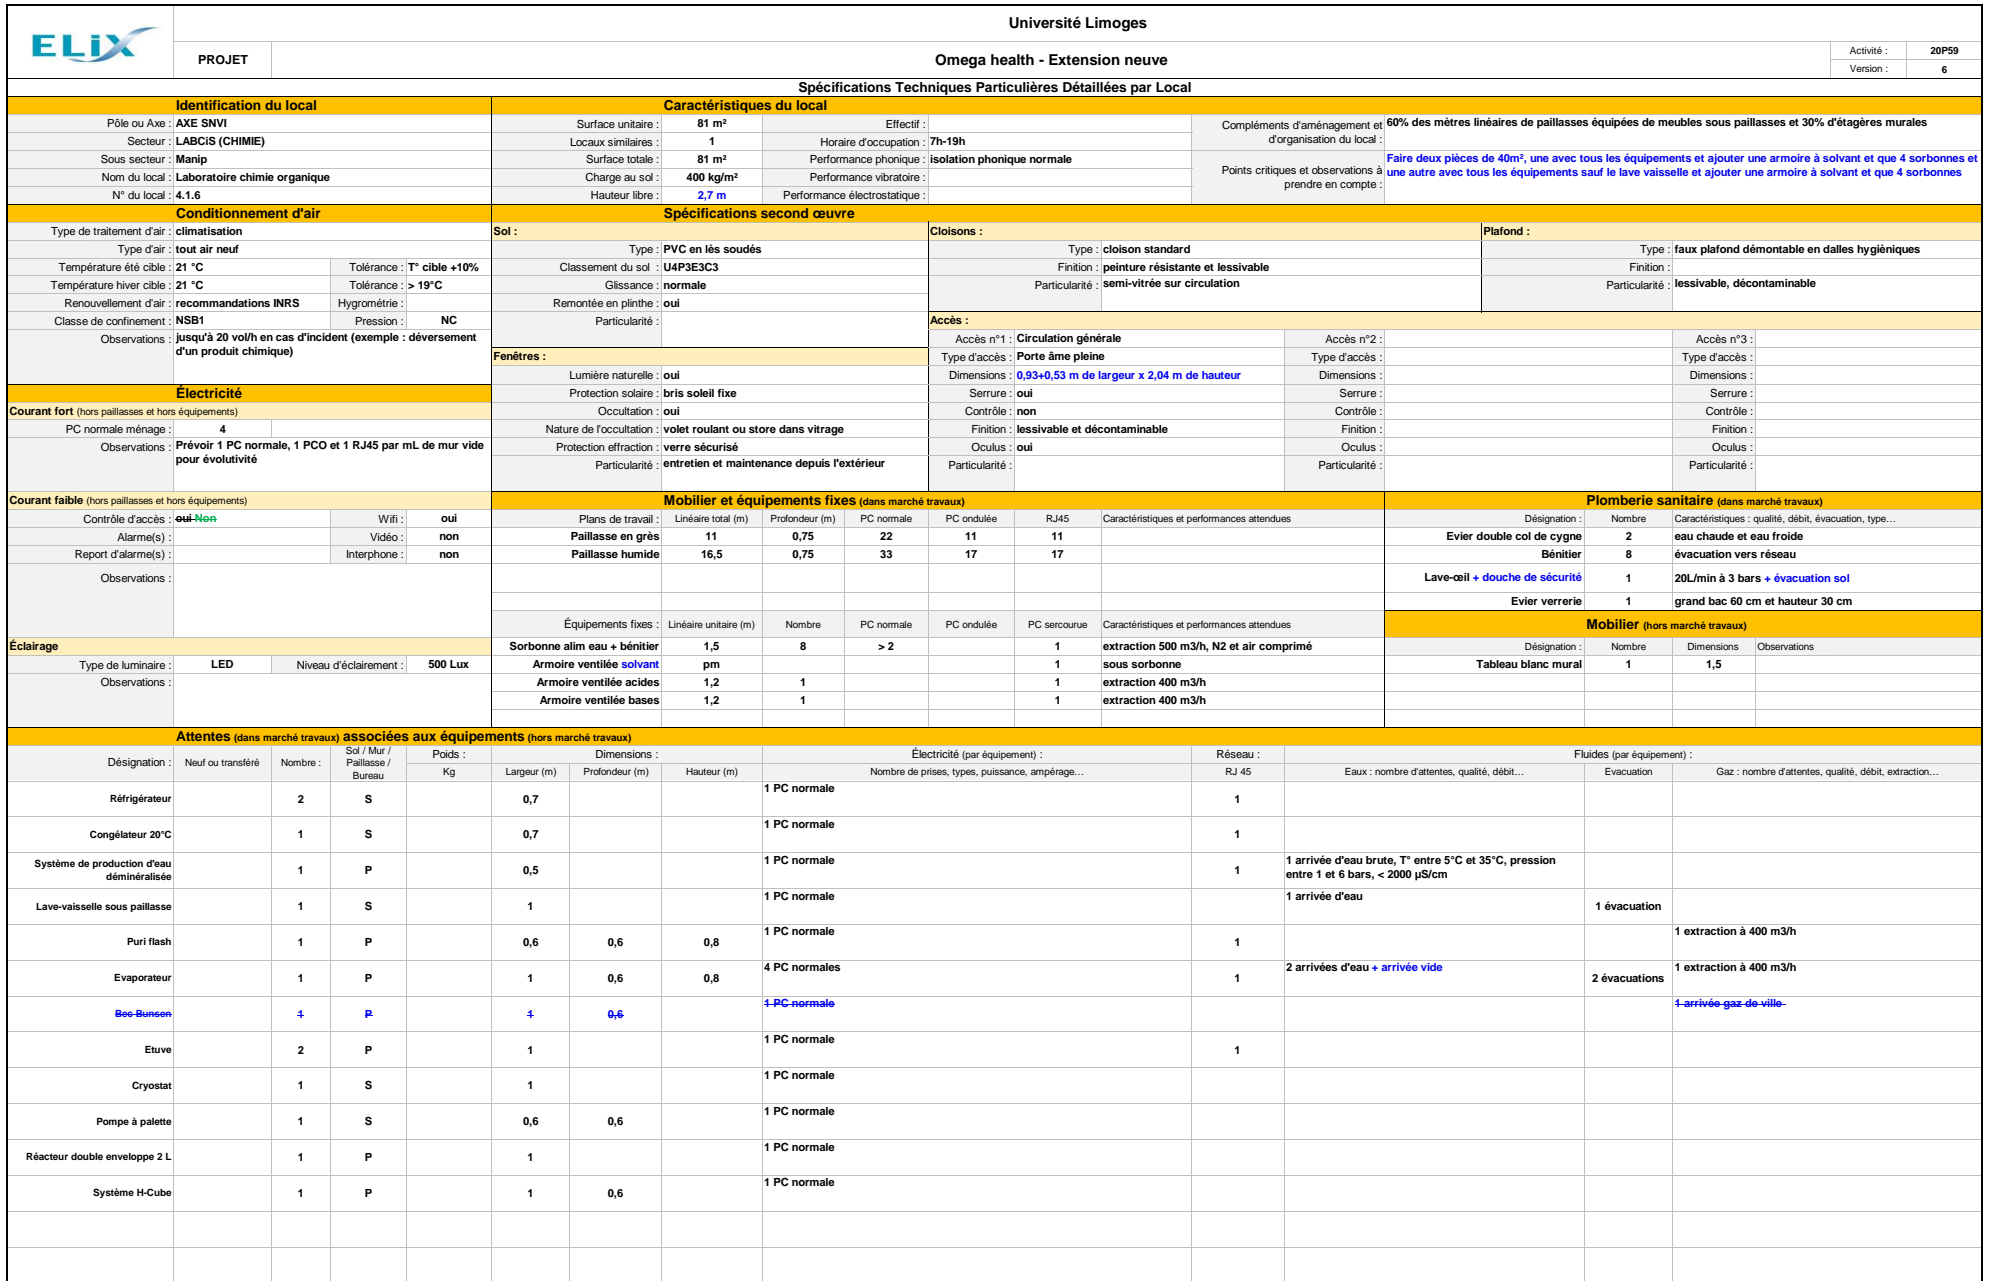 ELiX
Université Limoges
PROJET
Omega health - Extension neuve
Activité : 20P59
Version : 6
Spécifications Techniques Particulières Détaillées par Local
Identification du local
Caractéristiques du local
Pôle ou Axe : AXE SNVI
Secteur : LABCiS (CHIMIE)
Sous secteur : Manip
Nom du local : Laboratoire chimie organique
N° du local : 4.1.6
Surface unitaire : 81 m² Effectif :
Locaux similaires : 1 Horaire d'occupation : 7h-19h
Surface totale : 81 m² Performance phonique : isolation phonique normale
Charge au sol : 400 kg/m² Performance vibratoire :
Hauteur libre : 2,7 m Performance électrostatique :
Compléments d'aménagement et d'organisation du local : 60% des mètres linéaires de paillasses équipées de meubles sous paillasses et 30% d'étagères murales
Points critiques et observations à prendre en compte : Faire deux pièces de 40m², une avec tous les équipements et ajouter une armoire à solvant et que 4 sorbonnes et
une autre avec tous les équipements sauf le lave vaisselle et ajouter une armoire à solvant et que 4 sorbonnes
Conditionnement d'air
Type de traitement d'air : climatisation
Type d'air : tout air neuf
Température été cible : 21 °C Tolérance : T° cible +10%
Température hiver cible : 21 °C Tolérance : > 19°C
Renouvellement d'air : recommandations INRS Hygrométrie :
Classe de confinement : NSB1 Pression : NC
Observations : jusqu'à 20 vol/h en cas d'incident (exemple : déversement
d'un produit chimique)
Spécifications second œuvre
Sol :
Type : PVC en lès soudés
Classement du sol : U4P3E3C3
Glissance : normale
Remontée en plinthe : oui
Particularité :
Cloisons :
Type : cloison standard
Finition : peinture résistante et lessivable
Particularité : semi-vitrée sur circulation
Plafond :
Type : faux plafond démontable en dalles hygièniques
Finition :
Particularité : lessivable, décontaminable
Fenêtres :
Lumière naturelle : oui
Protection solaire : bris soleil fixe
Occultation : oui
Nature de l'occultation : volet roulant ou store dans vitrage
Protection effraction : verre sécurisé
Particularité : entretien et maintenance depuis l'extérieur
Accès :
Accès n°1 : Circulation générale Accès n°2 : Accès n°3 :
Type d'accès : Porte âme pleine Type d'accès : Type d'accès :
Dimensions : 0,93+0,53 m de largeur x 2,04 m de hauteur Dimensions : Dimensions :
Serrure : oui Serrure : Serrure :
Contrôle : non Contrôle : Contrôle :
Finition : lessivable et décontaminable Finition : Finition :
Oculus : oui Oculus : Oculus :
Particularité : Particularité : Particularité :
Électricité
Courant fort (hors paillasses et hors équipements)
PC normale ménage : 4
Observations : Prévoir 1 PC normale, 1 PCO et 1 RJ45 par mL de mur vide
pour évolutivité
Courant faible (hors paillasses et hors équipements)
Contrôle d'accès : oui Non Wifi : oui
Alarme(s) : Vidéo : non
Report d'alarme(s) : Interphone : non
Observations :
Éclairage
Type de luminaire : LED Niveau d'éclairement : 500 Lux
Observations :
Mobilier et équipements fixes (dans marché travaux)
Plans de travail : Linéaire total (m) Profondeur (m) PC normale PC ondulée RJ45 Caractéristiques et performances attendues
Paillasse en grès 11 0,75 22 11 11
Paillasse humide 16,5 0,75 33 17 17
Équipements fixes : Linéaire unitaire (m) Nombre PC normale PC ondulée PC sercourue Caractéristiques et performances attendues
Sorbonne alim eau + bénitier 1,5 8 > 2 1 extraction 500 m3/h, N2 et air comprimé
Armoire ventilée solvant pm 1 sous sorbonne
Armoire ventilée acides 1,2 1 1 extraction 400 m3/h
Armoire ventilée bases 1,2 1 1 extraction 400 m3/h
Plomberie sanitaire (dans marché travaux)
Désignation : Nombre Caractéristiques : qualité, débit, évacuation, type…
Evier double col de cygne 2 eau chaude et eau froide
Bénitier 8 évacuation vers réseau
Lave-œil + douche de sécurité 1 20L/min à 3 bars + évacuation sol
Evier verrerie 1 grand bac 60 cm et hauteur 30 cm
Mobilier (hors marché travaux)
Désignation : Nombre Dimensions Observations
Tableau blanc mural 1 1,5
Attentes (dans marché travaux) associées aux équipements (hors marché travaux)
Désignation : Neuf ou transféré Nombre : Sol / Mur / Paillasse / Bureau Poids : Dimensions : Électricité (par équipement) : Réseau : Fluides (par équipement) :
Kg Largeur (m) Profondeur (m) Hauteur (m) Nombre de prises, types, puissance, ampérage… RJ 45 Eaux : nombre d'attentes, qualité, débit… Evacuation Gaz : nombre d'attentes, qualité, débit, extraction…
Réfrigérateur 2 S 0,7 1 PC normale 1
Congélateur 20°C 1 S 0,7 1 PC normale 1
Système de production d'eau déminéralisée 1 P 0,5 1 PC normale 1 1 arrivée d'eau brute, T° entre 5°C et 35°C, pression
entre 1 et 6 bars, < 2000 µS/cm
Lave-vaisselle sous paillasse 1 S 1 1 PC normale 1 arrivée d'eau 1 évacuation
Puri flash 1 P 0,6 0,6 0,8 1 PC normale 1 1 extraction à 400 m3/h
Evaporateur 1 P 1 0,6 0,8 4 PC normales 1 2 arrivées d'eau + arrivée vide 2 évacuations 1 extraction à 400 m3/h
Bec Bunsen 1 P 1 0,6 1 PC normale 1 arrivée gaz de ville
Etuve 2 P 1 1 PC normale 1
Cryostat 1 S 1 1 PC normale
Pompe à palette 1 S 0,6 0,6 1 PC normale
Réacteur double enveloppe 2 L 1 P 1 1 PC normale
Système H-Cube 1 P 1 0,6 1 PC normale